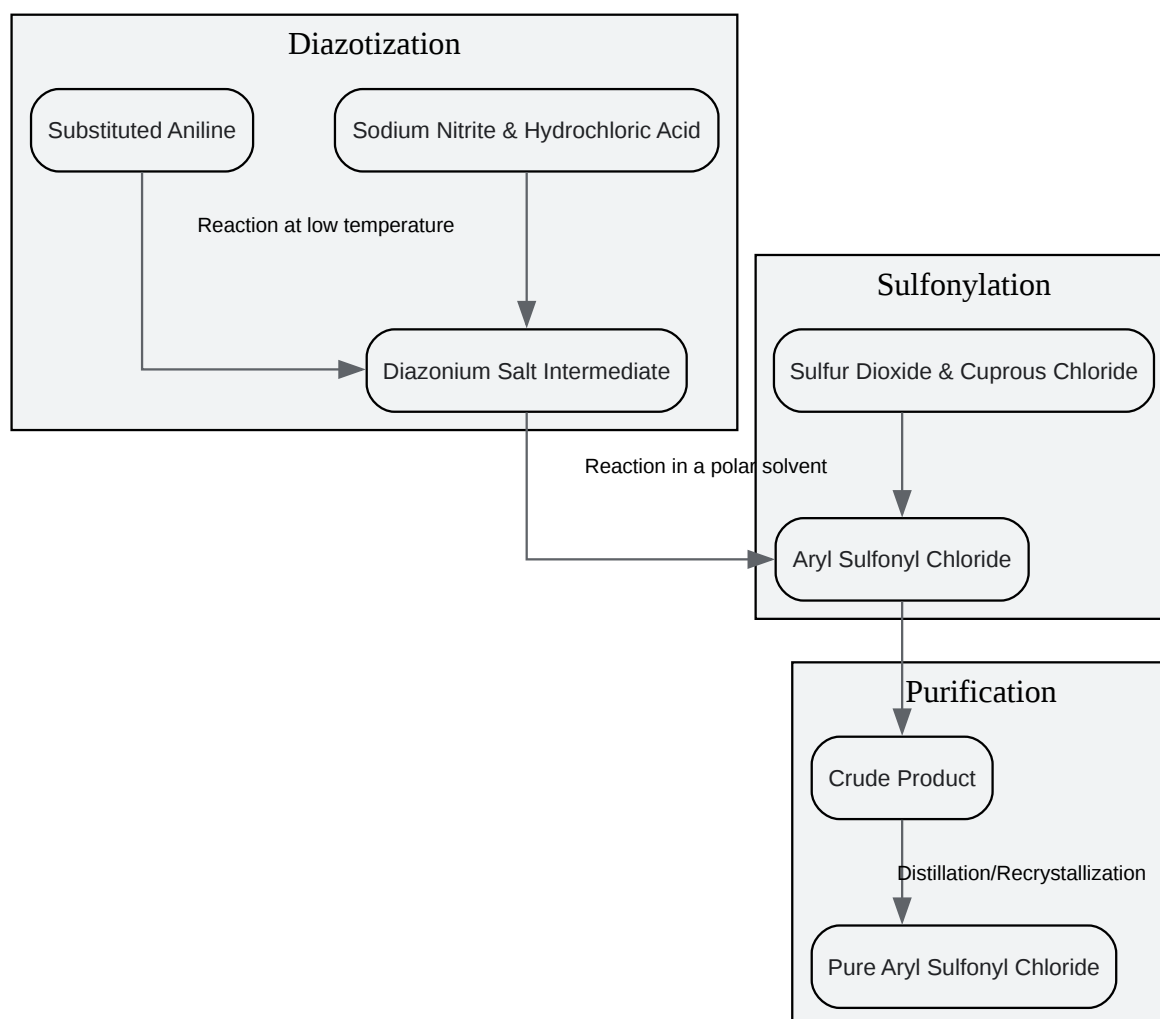 Diazotization
Substituted Aniline
Sodium Nitrite & Hydrochloric Acid
Reaction at low temperature
Diazonium Salt Intermediate
Sulfonylation
Sulfur Dioxide & Cuprous Chloride
Reaction in a polar solvent
Aryl Sulfonyl Chloride
Purification
Crude Product
Distillation/Recrystallization
Pure Aryl Sulfonyl Chloride